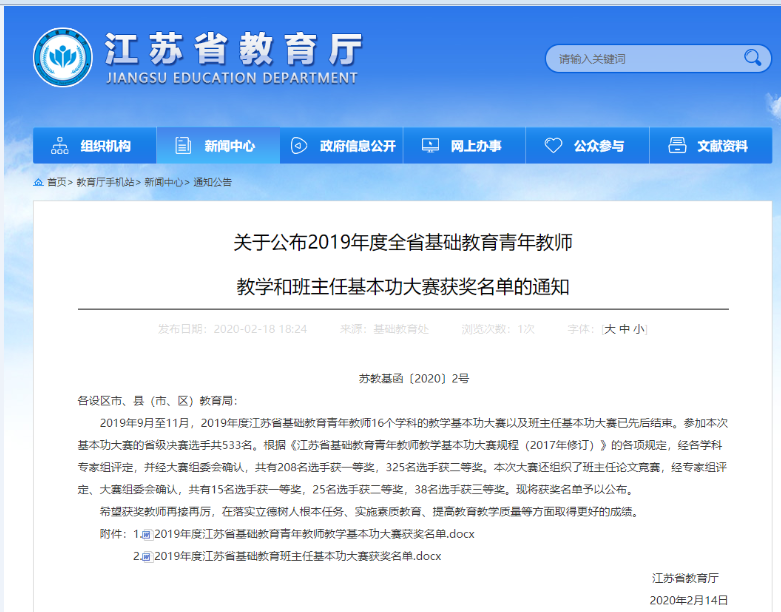 江苏省教育厅
JIANGSU EDUCATION DEPARTMENT
请输入关键词
组织机构 新闻中心 政府信息公开 网上办事 公众参与 文献资料
首页> 教育厅手机站> 新闻中心> 通知公告
关于公布2019年度全省基础教育青年教师
教学和班主任基本功大赛获奖名单的通知
发布日期：2020-02-18 18:24 来源：基础教育处 浏览次数：1次 字体：[大 中 小]
苏教基函〔2020〕2号
各设区市、县（市、区）教育局：
2019年9月至11月，2019年度江苏省基础教育青年教师16个学科的教学基本功大赛以及班主任基本功大赛已先后结束。参加本次
基本功大赛的省级决赛选手共533名。根据《江苏省基础教育青年教师教学基本功大赛规程（2017年修订）》的各项规定，经各学科
专家组评定，并经大赛组委会确认，共有208名选手获一等奖，325名选手获二等奖。本次大赛还组织了班主任论文竞赛，经专家组评
定、大赛组委会确认，共有15名选手获一等奖，25名选手获二等奖，38名选手获三等奖。现将获奖名单予以公布。
希望获奖教师再接再厉，在落实立德树人根本任务、实施素质教育、提高教育教学质量等方面取得更好的成绩。
附件：1.2019年度江苏省基础教育青年教师教学基本功大赛获奖名单.docx
2.2019年度江苏省基础教育班主任基本功大赛获奖名单.docx
江苏省教育厅
2020年2月14日